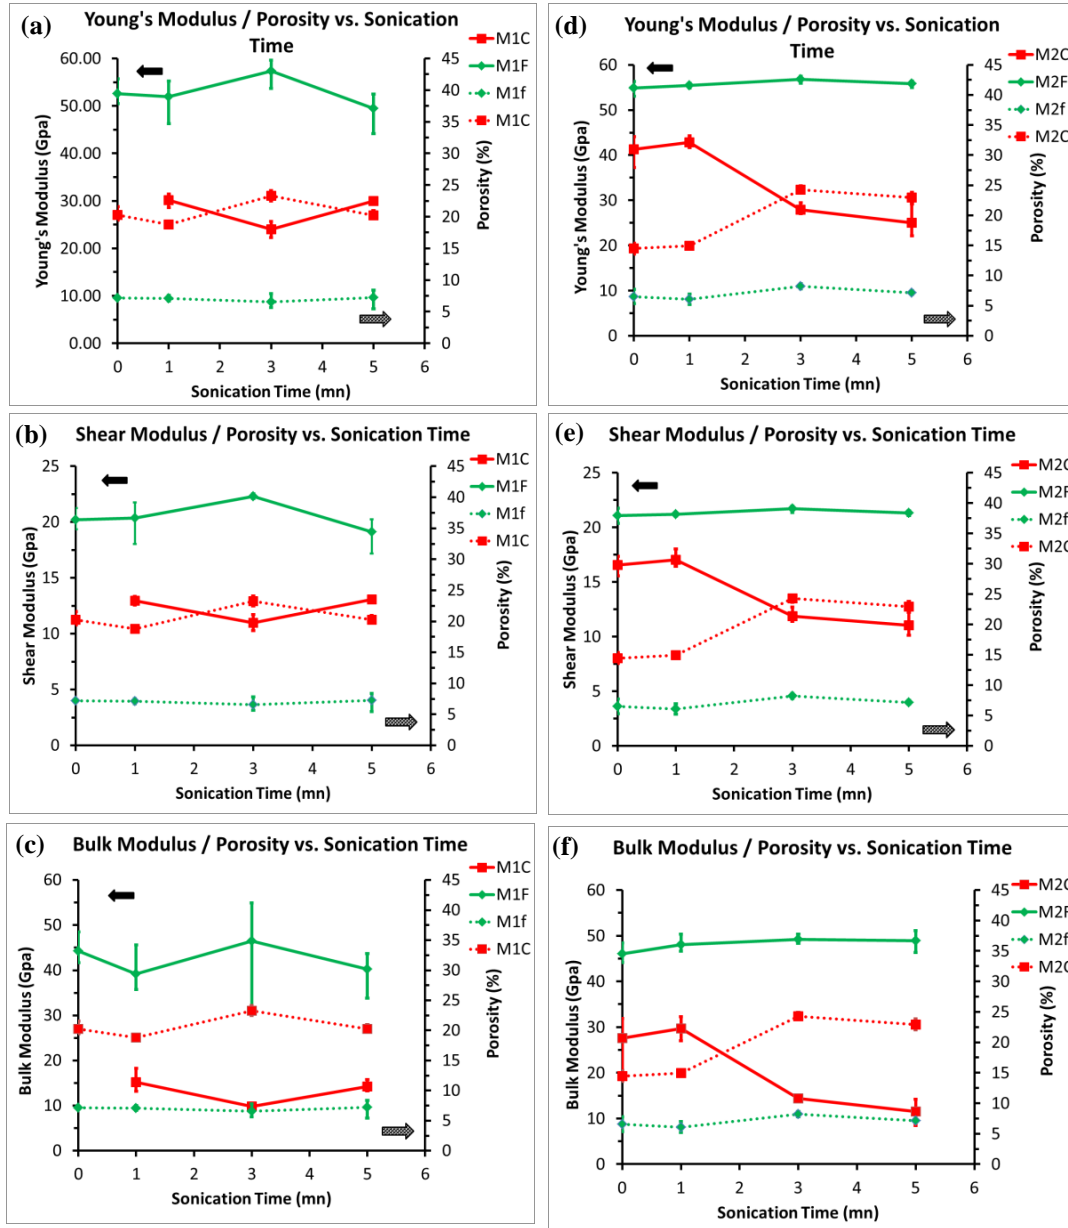 (a)
Young's Modulus / Porosity vs. Sonication
Time
M1C
M1F
M1f
M1C
60.00
50.00
40.00
30.00
20.00
10.00
0.00
45
40
35
30
25
20
15
10
5
0
Young's Modulus (Gpa)
Porosity (%)
0 1 2 3 4 5 6
Sonication Time (mn)
(d)
Young's Modulus / Porosity vs. Sonication
Time
M2C
M2F
M2f
M2C
60
50
40
30
20
10
0
45
40
35
30
25
20
15
10
5
0
Young's Modulus (Gpa)
Porosity (%)
0 1 2 3 4 5 6
Sonication Time (mn)
(b)
Shear Modulus / Porosity vs. Sonication Time
M1C
M1F
M1f
M1C
25
20
15
10
5
0
45
40
35
30
25
20
15
10
5
0
Shear Modulus (Gpa)
Porosity (%)
0 1 2 3 4 5 6
Sonication Time (mn)
(e)
Shear Modulus / Porosity vs. Sonication Time
M2C
M2F
M2f
M2C
25
20
15
10
5
0
45
40
35
30
25
20
15
10
5
0
Shear Modulus (Gpa)
Porosity (%)
0 1 2 3 4 5 6
Sonication Time (mn)
(c)
Bulk Modulus / Porosity vs. Sonication Time
M1C
M1F
M1f
M1C
60
50
40
30
20
10
0
45
40
35
30
25
20
15
10
5
0
Bulk Modulus (Gpa)
Porosity (%)
0 1 2 3 4 5 6
Sonication Time (mn)
(f)
Bulk Modulus / Porosity vs. Sonication Time
M2C
M2F
M2f
M2C
60
50
40
30
20
10
0
45
40
35
30
25
20
15
10
5
0
Bulk Modulus (Gpa)
Porosity (%)
0 1 2 3 4 5 6
Sonication Time (mn)